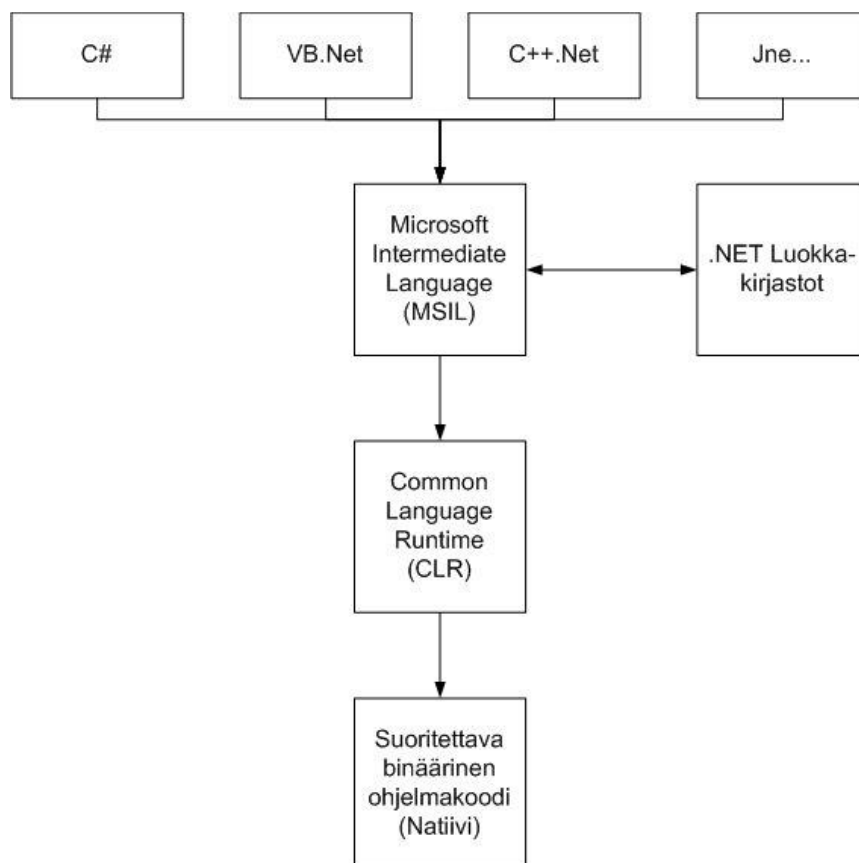 C#
VB.Net
C++.Net
Jne...
Microsoft
Intermediate
Language
(MSIL)
.NET Luokka-
kirjastot
Common
Language
Runtime
(CLR)
Suoritettava
binäärinen
ohjelmakoodi
(Natiivi)